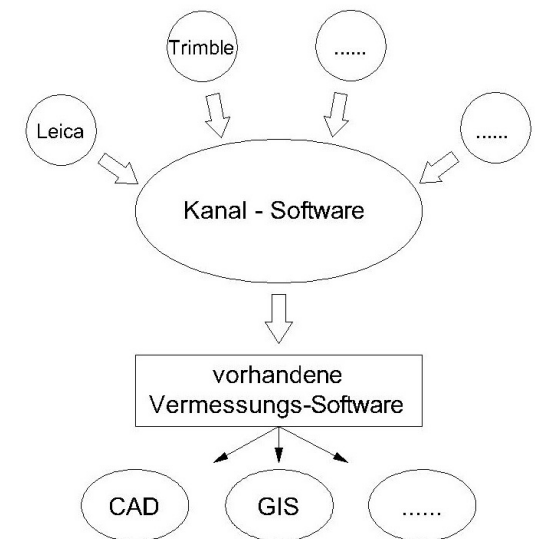 Trimble
......
Leica
......
Kanal - Software
vorhandene
Vermessungs-Software
CAD
GIS
......